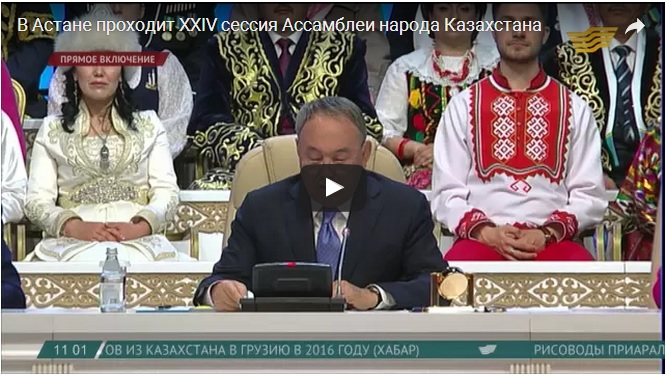 В Астане проходит XXIV сессия Ассамблеи народа Казахстана
ПРЯМОЕ ВКЛЮЧЕНИЕ
11 01 ОВ ИЗ КАЗАХСТАНА В ГРУЗИЮ В 2016 ГОДУ (ХАБАР) РИСОВОДЫ ПРИАРАЛ